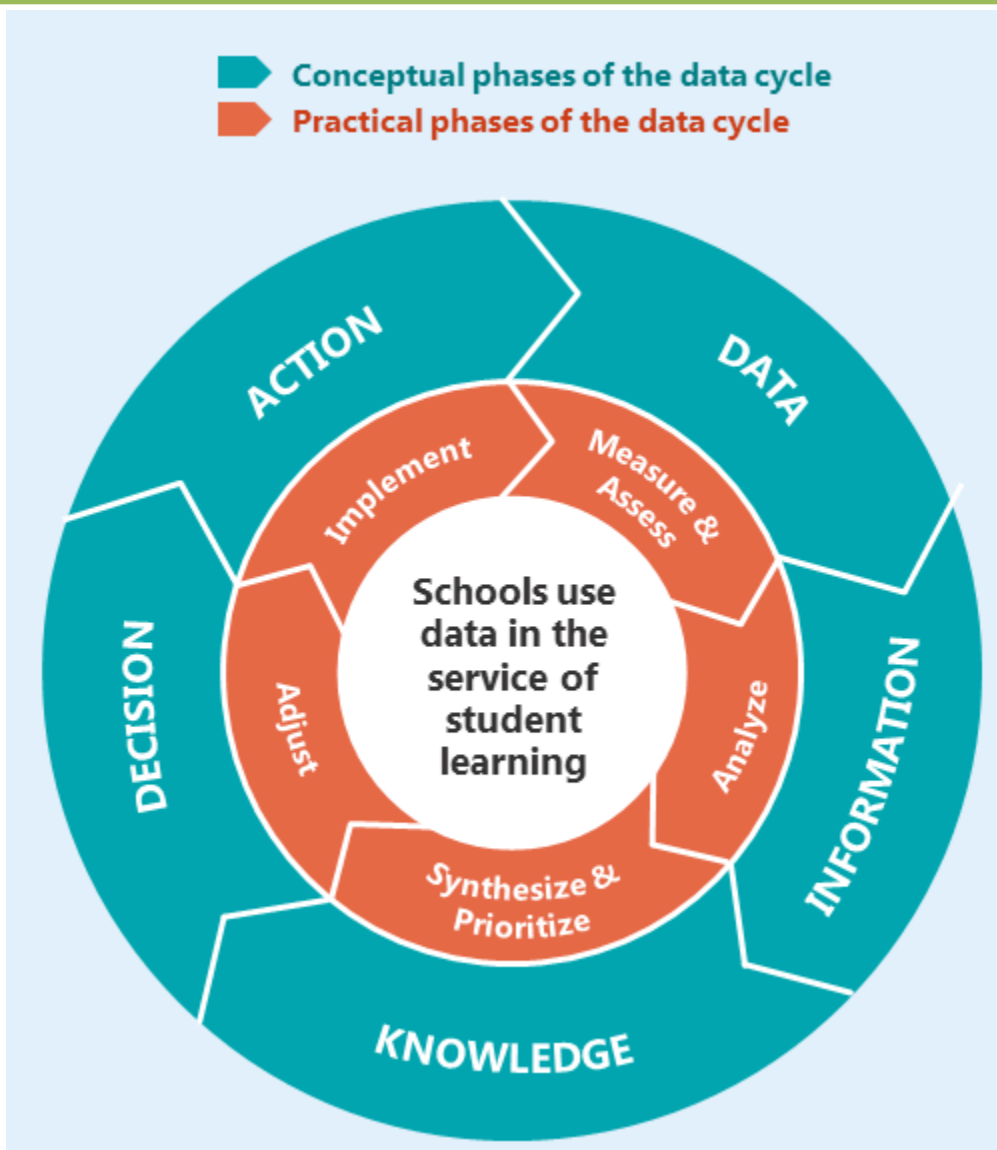 Conceptual phases of the data cycle
Practical phases of the data cycle
ACTION
DATA
INFORMATION
KNOWLEDGE
DECISION
Implement
Measure &
Assess
Analyze
Synthesize &
Prioritize
Adjust
Schools use
data in the
service of
student
learning